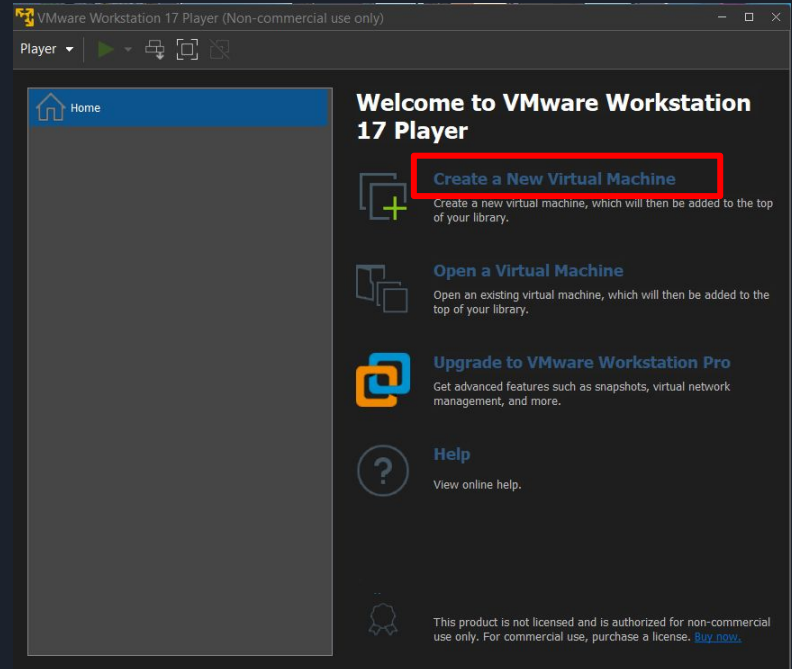 VMware Workstation 17 Player (Non-commercial use only)
Player
Home
Welcome to VMware Workstation
17 Player
Create a New Virtual Machine
Create a new virtual machine, which will then be added to the top
of your library.
Open a Virtual Machine
Open an existing virtual machine, which will then be added to the
top of your library.
Upgrade to VMware Workstation Pro
Get advanced features such as snapshots, virtual network
management, and more.
?
Help
View online help.
This product is not licensed and is authorized for non-commercial
use only. For commercial use, purchase a license. Buy now.